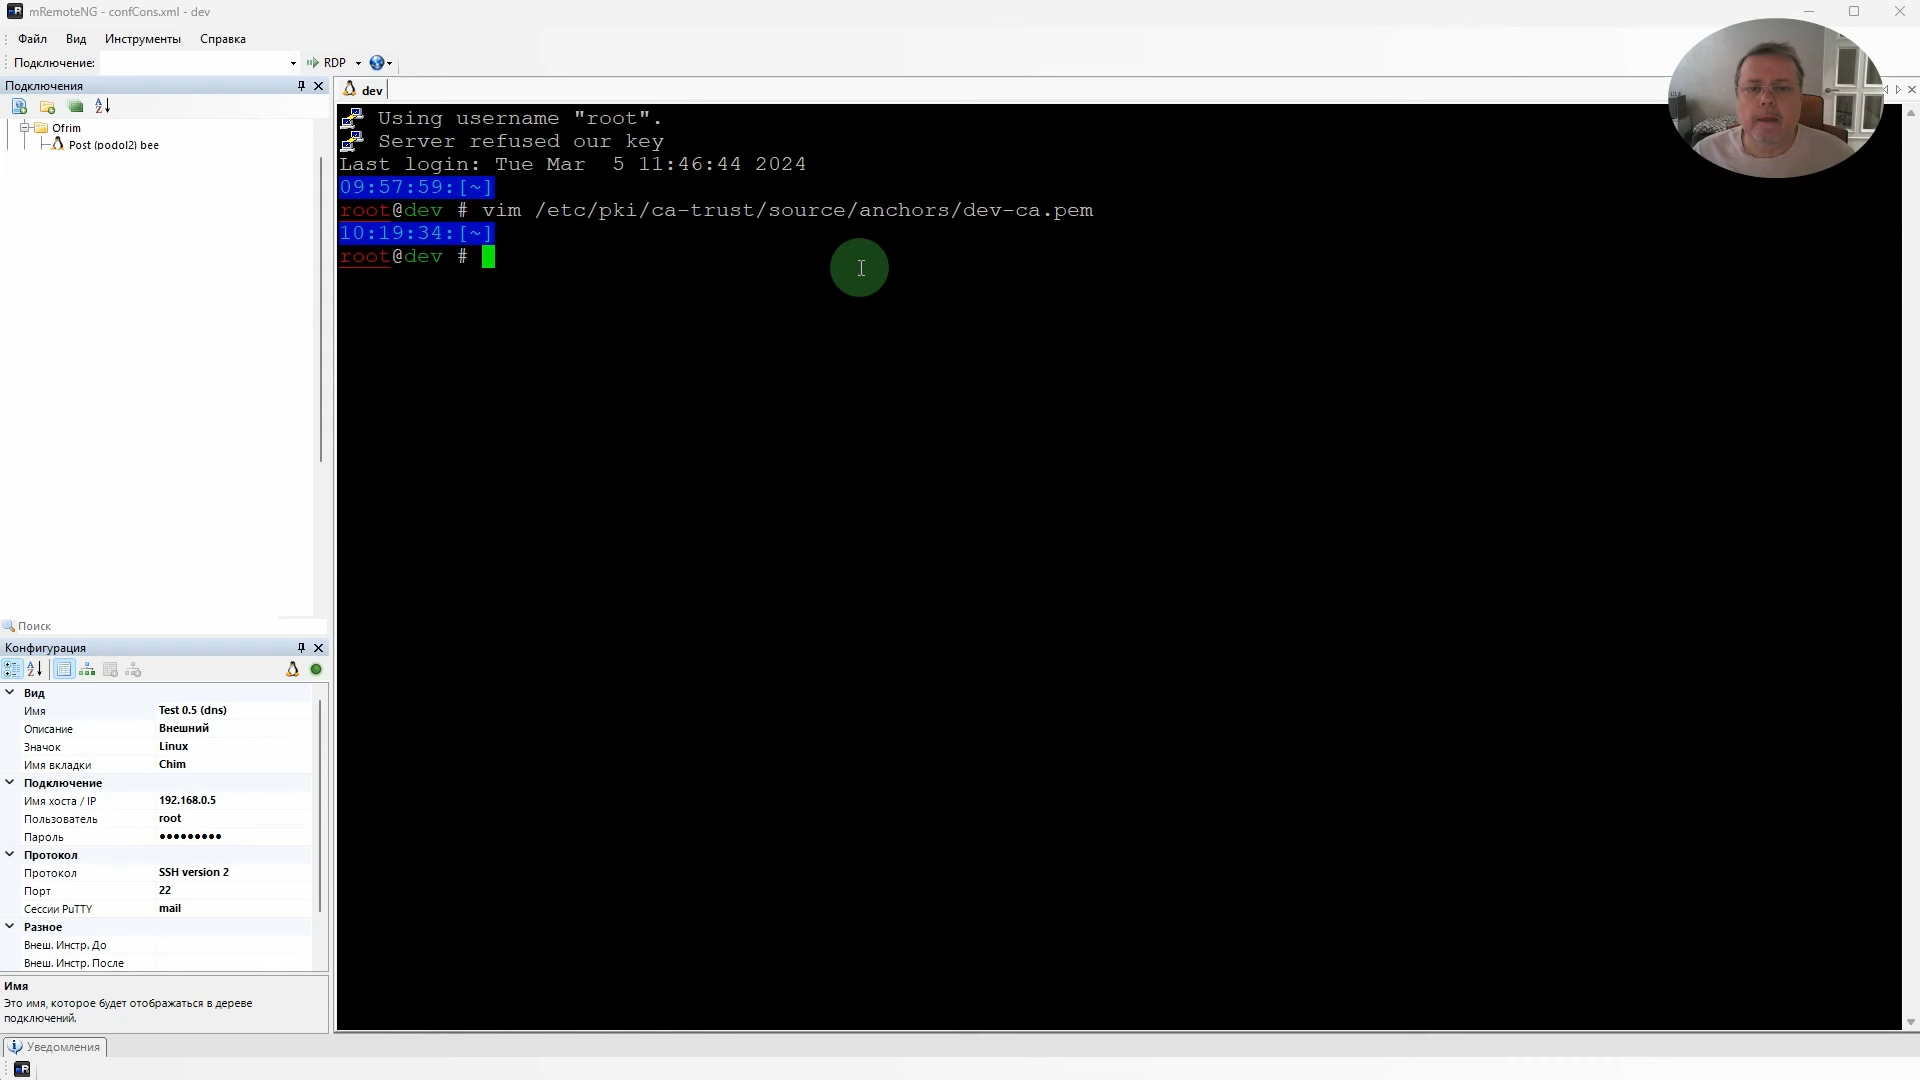 mRemoteNG - confCons.xml - dev
Файл Вид Инструменты Справка
Подключение: RDP
Подключения
Ofrim
Post (podol2) bee
Поиск
Конфигурация
Вид
Имя Test 0.5 (dns)
Описание Внешний
Значок Linux
Имя вкладки Chim
Подключение
Имя хоста / IP 192.168.0.5
Пользователь root
Пароль ●●●●●●●●●
Протокол
Протокол SSH version 2
Порт 22
Сессии PuTTY mail
Разное
Внеш. Инстр. До
Внеш. Инстр. После
Имя
Это имя, которое будет отображаться в дереве
подключений.
Уведомления
dev
Using username "root".
Server refused our key
Last login: Tue Mar  5 11:46:44 2024
09:57:59:[~]
root@dev # vim /etc/pki/ca-trust/source/anchors/dev-ca.pem
10:19:34:[~]
root@dev #